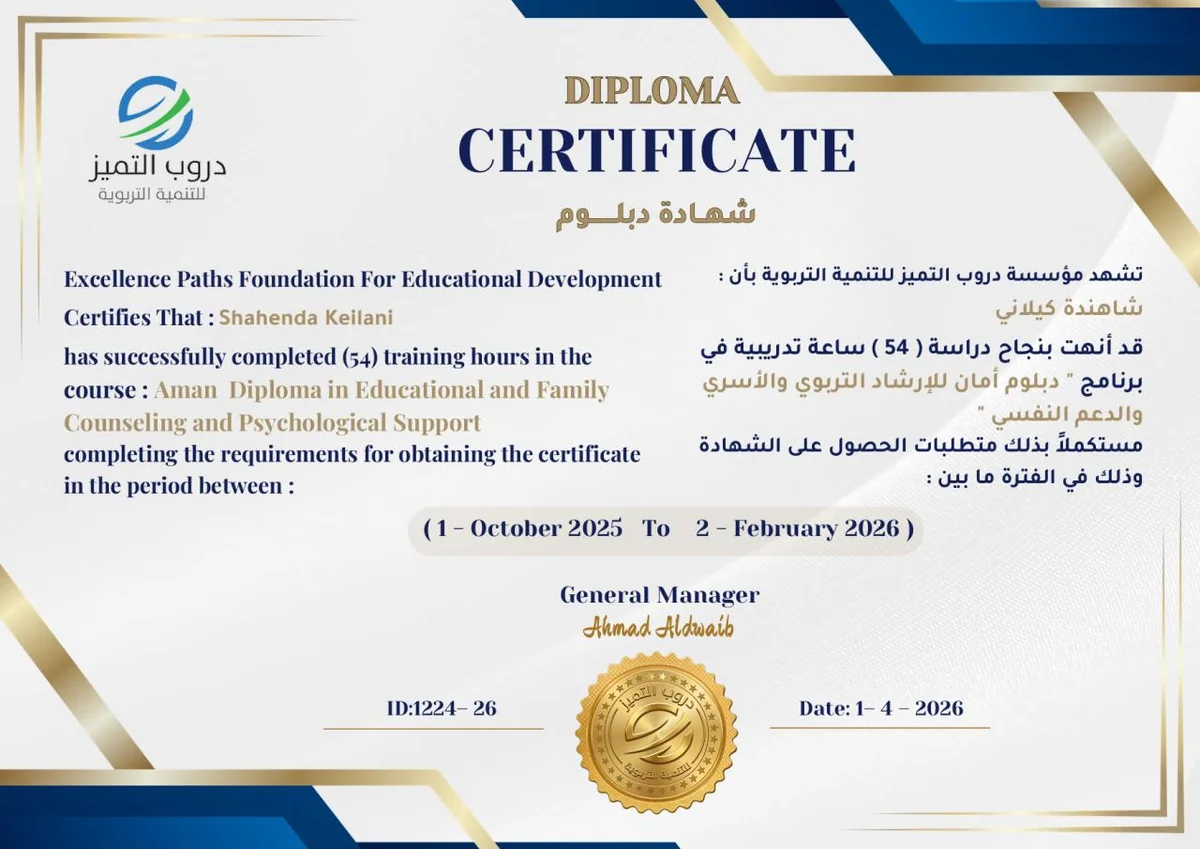 DIPLOMA
CERTIFICATE
شهادة دبلـــوم
دروب التميز
للتنمية التربوية
Excellence Paths Foundation For Educational Development
Certifies That : Shahenda Keilani
has successfully completed (54) training hours in the
course : Aman Diploma in Educational and Family
Counseling and Psychological Support
completing the requirements for obtaining the certificate
in the period between :
تشهد مؤسسة دروب التميز للتنمية التربوية بأن :
شاهندة كيلاني
قد أنهت بنجاح دراسة ( 54 ) ساعة تدريبية في
برنامج " دبلوم أمان للإرشاد التربوي والأسري
والدعم النفسي "
مستكملاً بذلك متطلبات الحصول على الشهادة
وذلك في الفترة ما بين :
( 1 - October 2025 To 2 - February 2026 )
General Manager
Ahmad Aldwaib
ID:1224- 26
دروب التميز
للتنمية التربوية
Date: 1- 4 - 2026